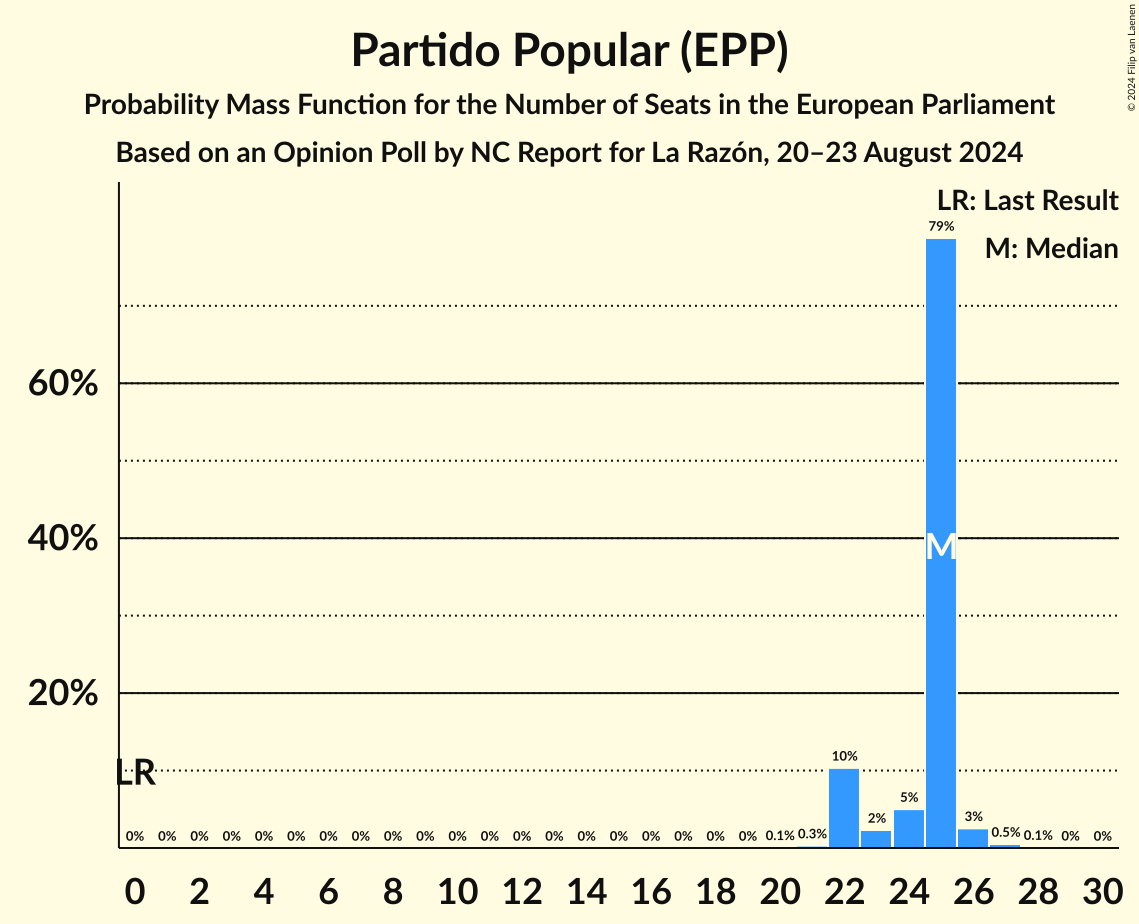 Partido Popular (EPP)
Probability Mass Function for the Number of Seats in the European Parliament
Based on an Opinion Poll by NC Report for La Razón, 20–23 August 2024
© 2024 Filip van Laenen
LR: Last Result
M: Median
79%
60%
40%
M
20%
LR
10%
2%
5%
3%
0% 0% 0% 0% 0% 0% 0% 0% 0% 0% 0% 0% 0% 0% 0% 0% 0% 0% 0% 0% 0.1% 0.3% 0.5% 0.1% 0% 0%
0 2 4 6 8 10 12 14 16 18 20 22 24 26 28 30